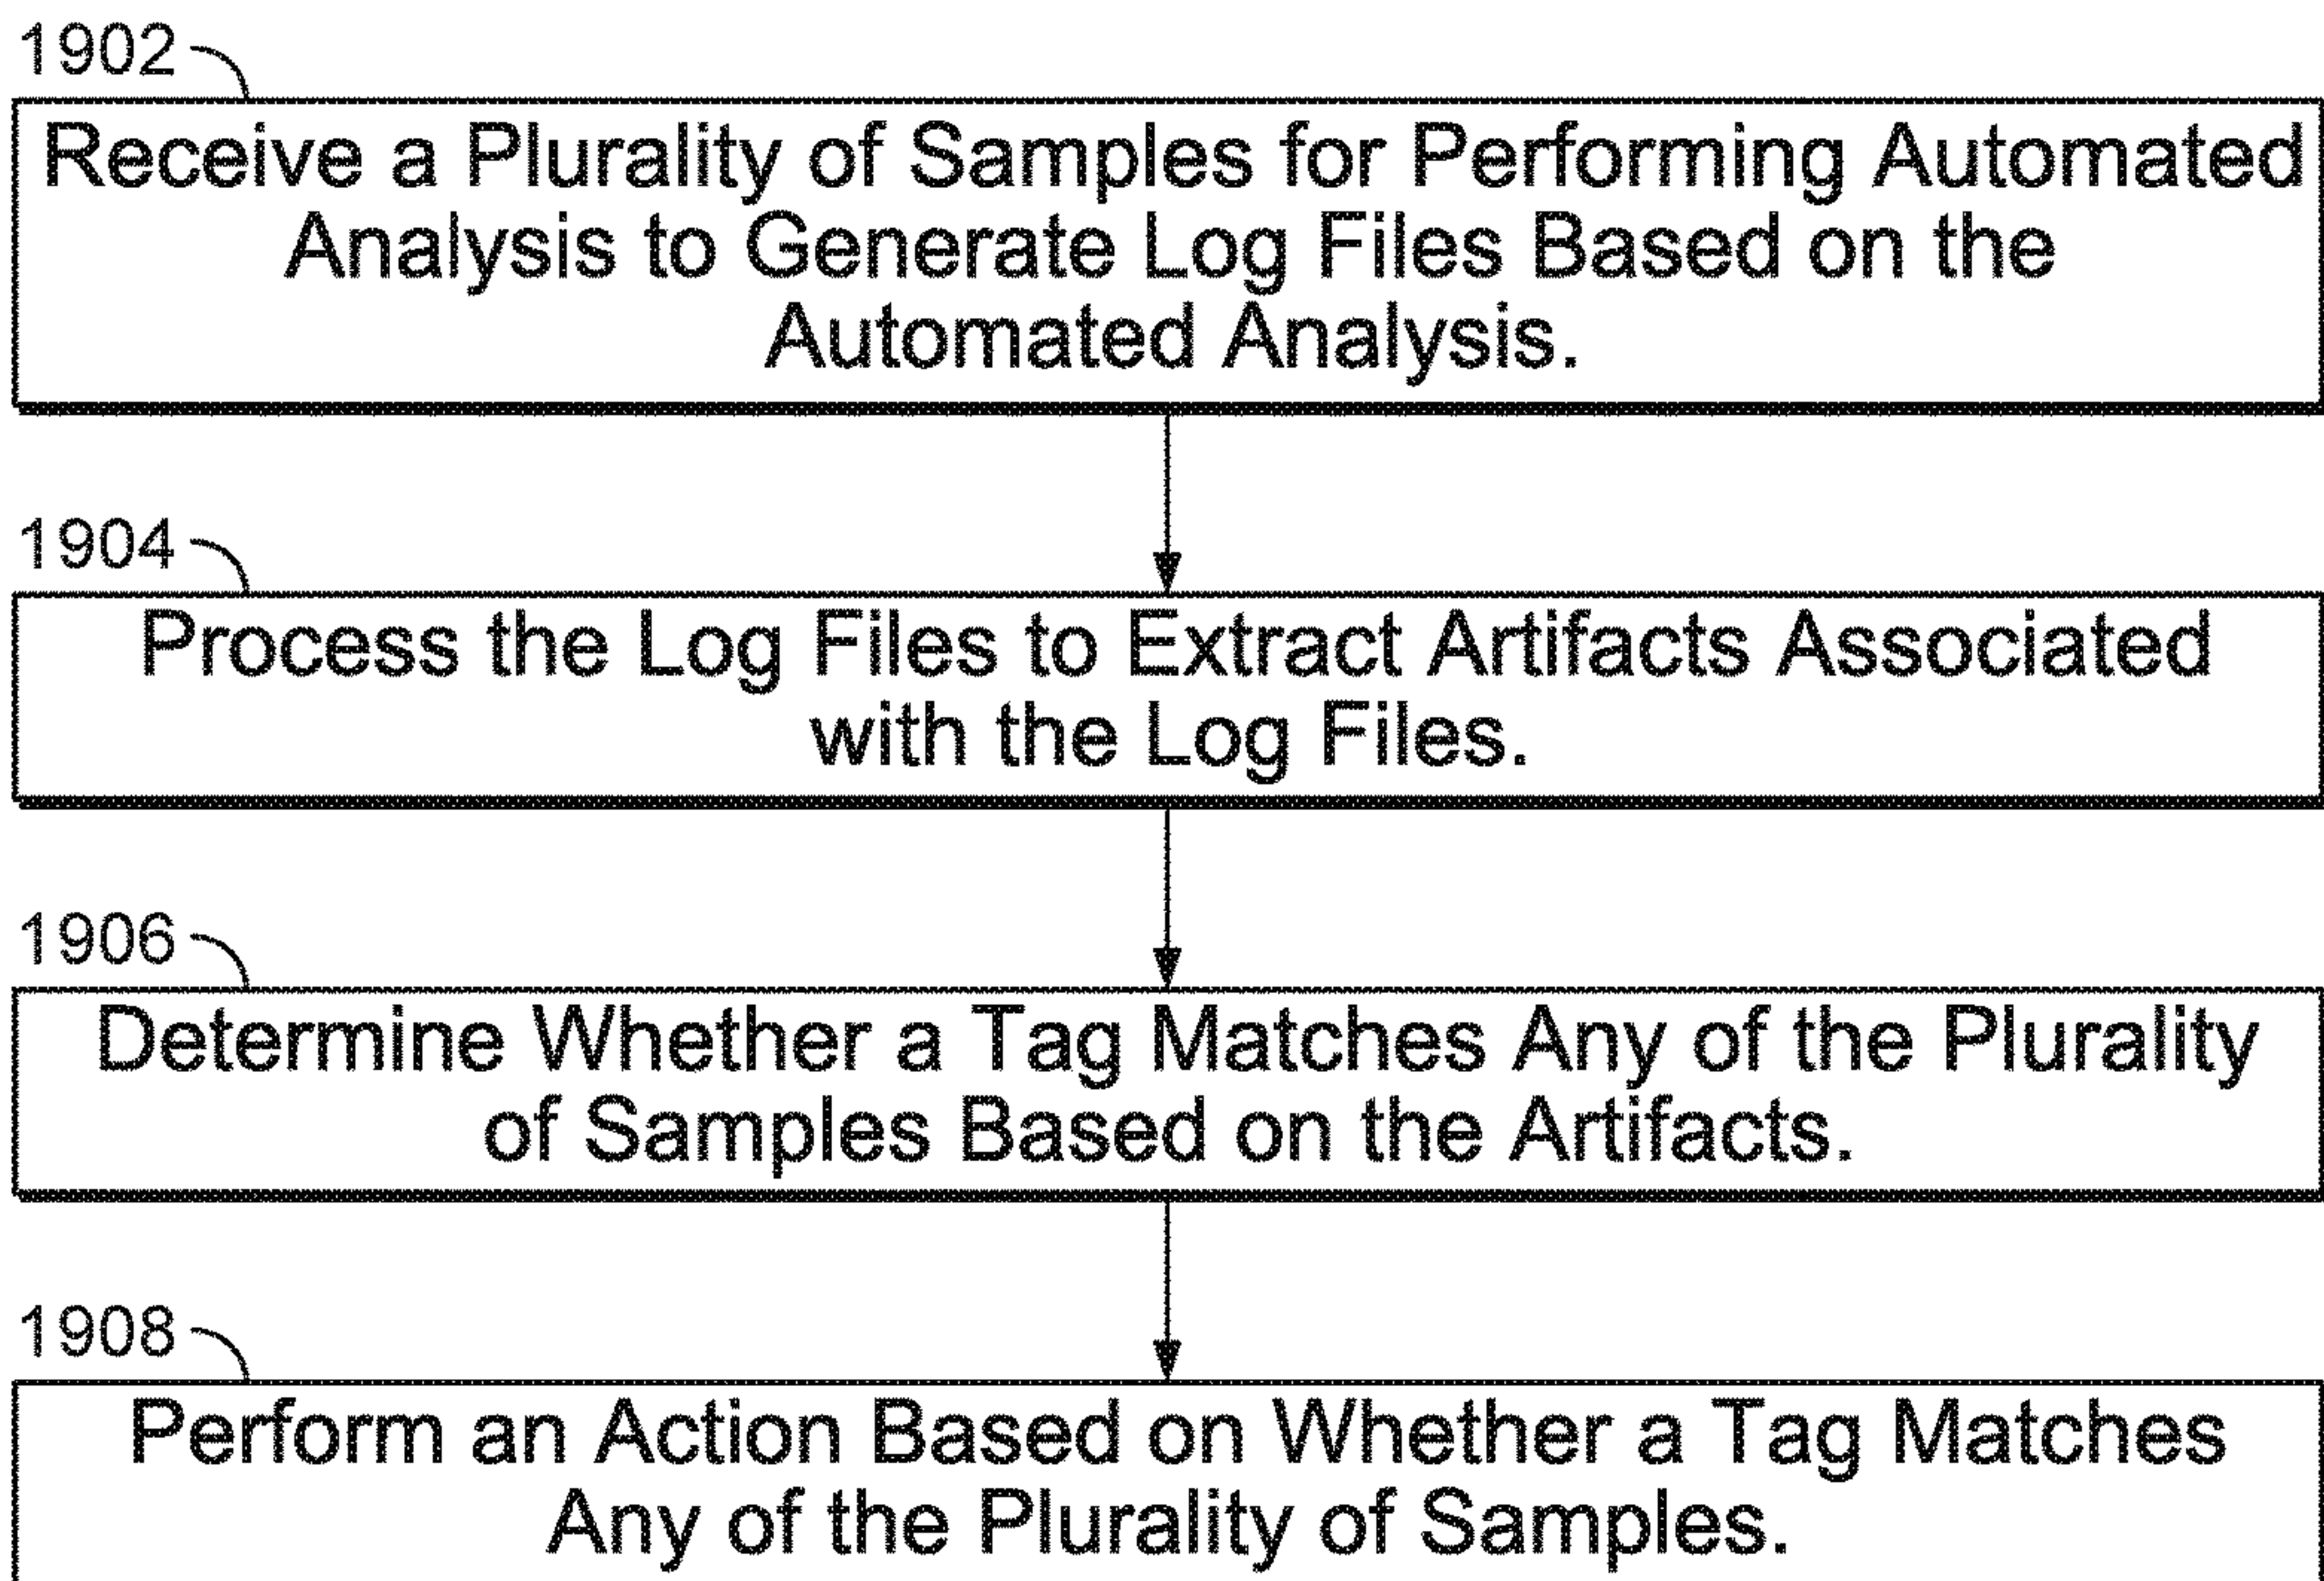 1902
Receive a Plurality of Samples for Performing Automated
Analysis to Generate Log Files Based on the
Automated Analysis.
1904
Process the Log Files to Extract Artifacts Associated
with the Log Files.
1906
Determine Whether a Tag Matches Any of the Plurality
of Samples Based on the Artifacts.
1908
Perform an Action Based on Whether a Tag Matches
Any of the Plurality of Samples.